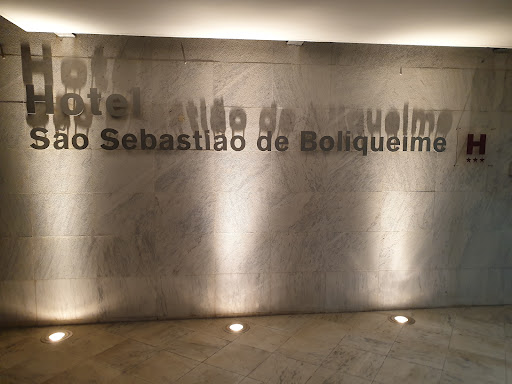 Hotel
São Sebastião de Boliqueime
H
***